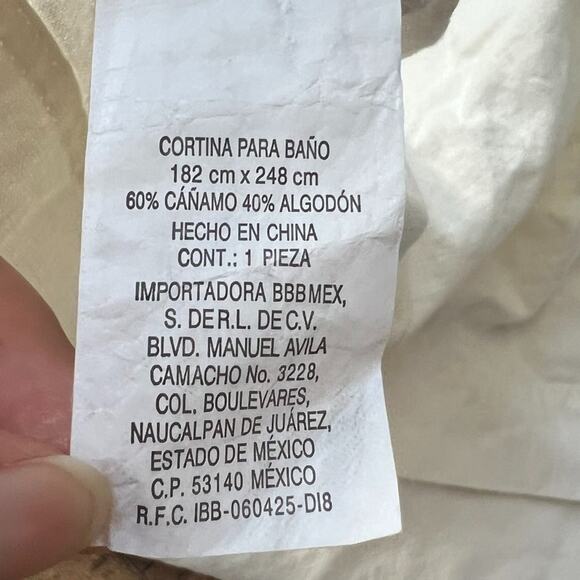 CORTINA PARA BAÑO
182 cm x 248 cm
60% CÁÑAMO 40% ALGODÓN
HECHO EN CHINA
CONT.: 1 PIEZA
IMPORTADORA BBBMEX,
S. DE R.L. DE C.V.
BLVD. MANUEL AVILA
CAMACHO No. 3228,
COL. BOULEVARES,
NAUCALPAN DE JUÁREZ,
ESTADO DE MÉXICO
C.P. 53140 MÉXICO
R.F.C. IBB-060425-DI8